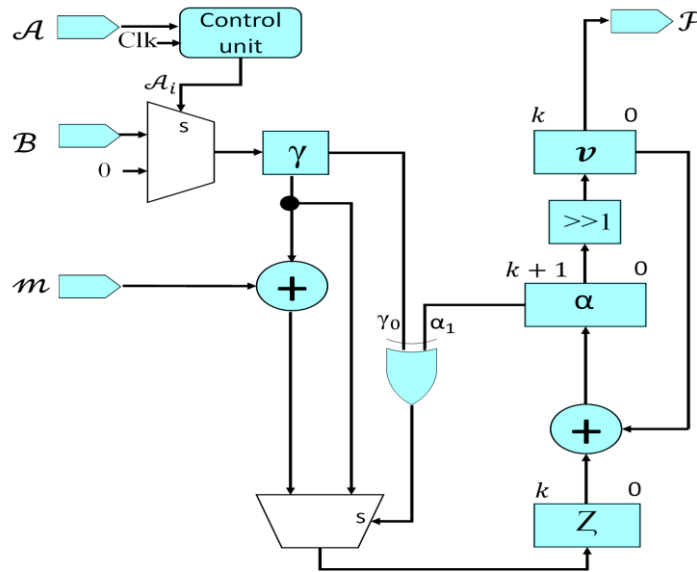 𝒜
Clk
Control
unit
𝒜ᵢ
ℬ
0
s
γ
𝓂
+
γ₀
α₁
s
ℱ
k 0
𝒗
>>1
k + 1 0
α
+
k 0
Z